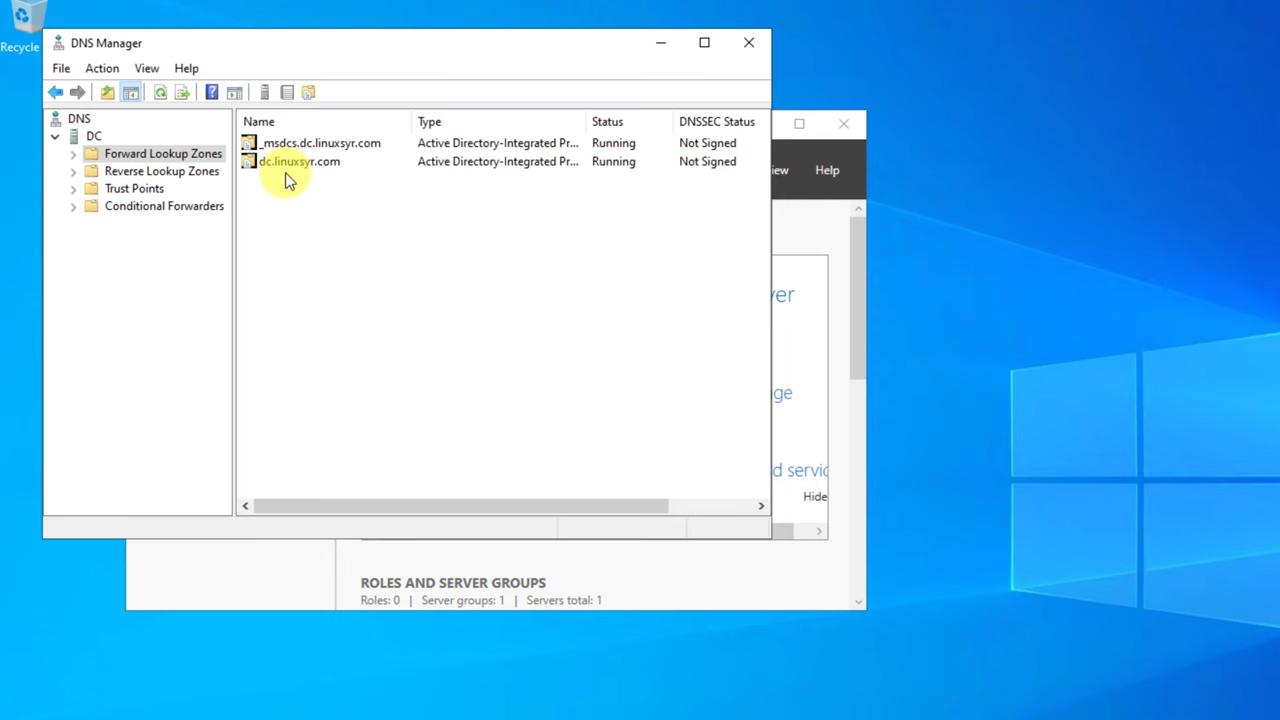 Recycle
DNS Manager
File Action View Help
DNS
DC
Forward Lookup Zones
Reverse Lookup Zones
Trust Points
Conditional Forwarders
Name Type Status DNSSEC Status
_msdcs.dc.linuxsyr.com Active Directory-Integrated Pr... Running Not Signed
dc.linuxsyr.com Active Directory-Integrated Pr... Running Not Signed
iew Help
ver
ge
d servic
Hide
ROLES AND SERVER GROUPS
Roles: 0 | Server groups: 1 | Servers total: 1